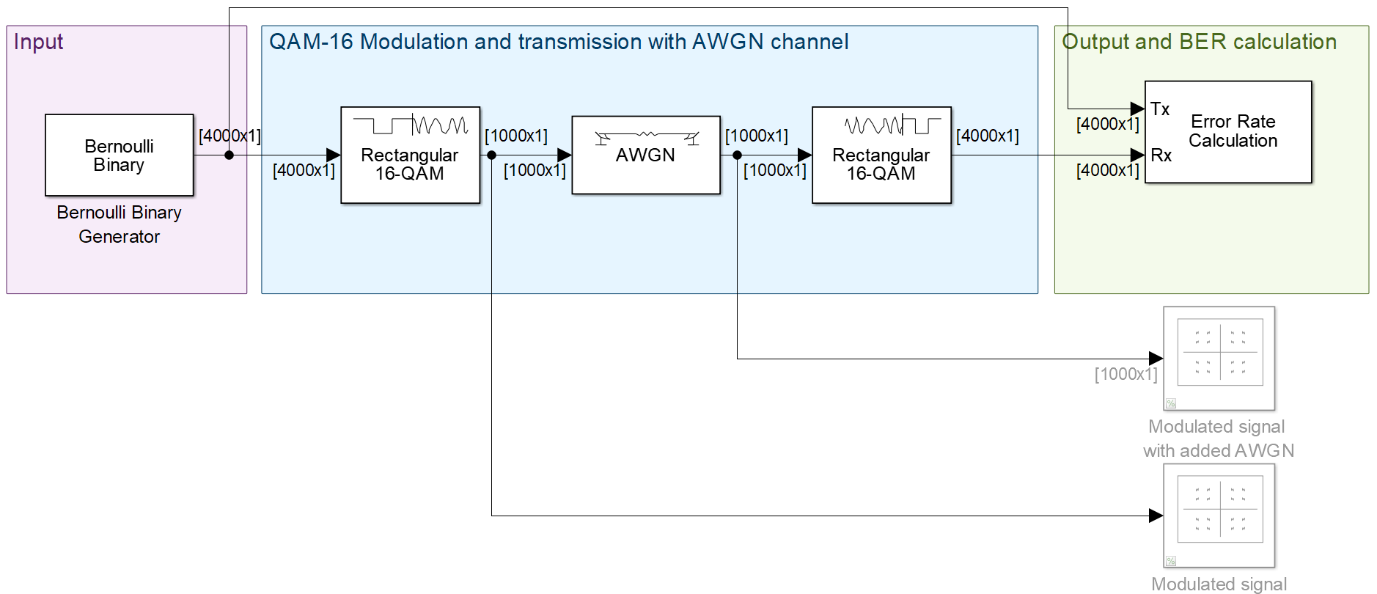 Input
QAM-16 Modulation and transmission with AWGN channel
Output and BER calculation
Bernoulli
Binary
Bernoulli Binary
Generator
[4000x1]
[4000x1]
Rectangular
16-QAM
[1000x1]
[1000x1]
AWGN
[1000x1]
[1000x1]
Rectangular
16-QAM
[4000x1]
Tx
[4000x1]
Rx
[4000x1]
Error Rate
Calculation
[1000x1]
Modulated signal
with added AWGN
Modulated signal